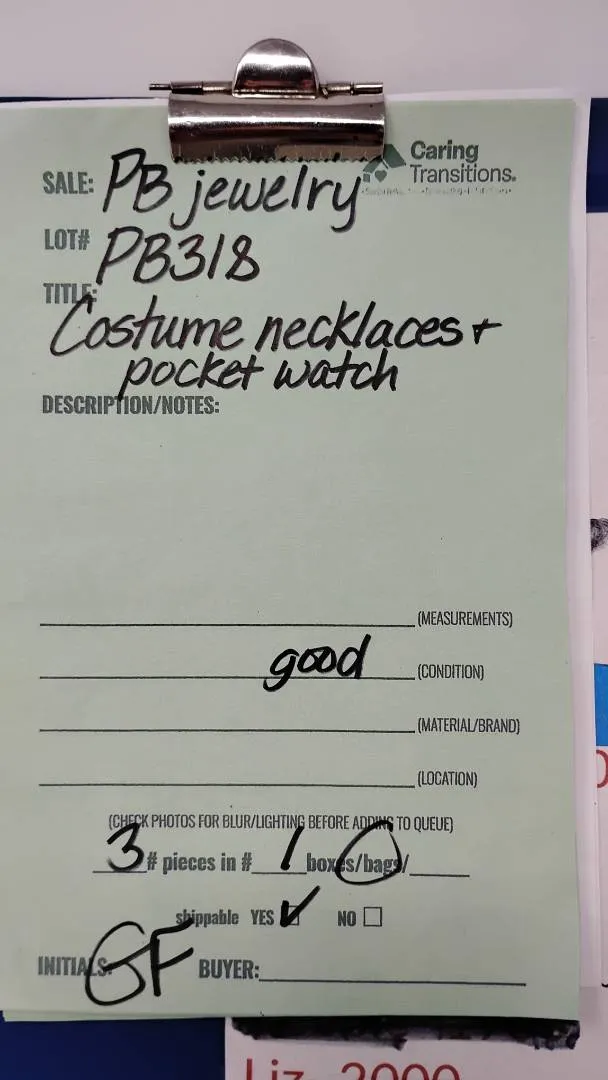 Caring
Transitions.
SALE: PB jewelry
LOT# PB318
TITLE:
Costume necklaces +
pocket watch
DESCRIPTION/NOTES:
(MEASUREMENTS)
good (CONDITION)
(MATERIAL/BRAND)
(LOCATION)
(CHECK PHOTOS FOR BLUR/LIGHTING BEFORE ADDING TO QUEUE)
3 # pieces in # 1 boxes/bags/
shippable YES ✓ NO
INITIALS: GF BUYER:
Liz 2000